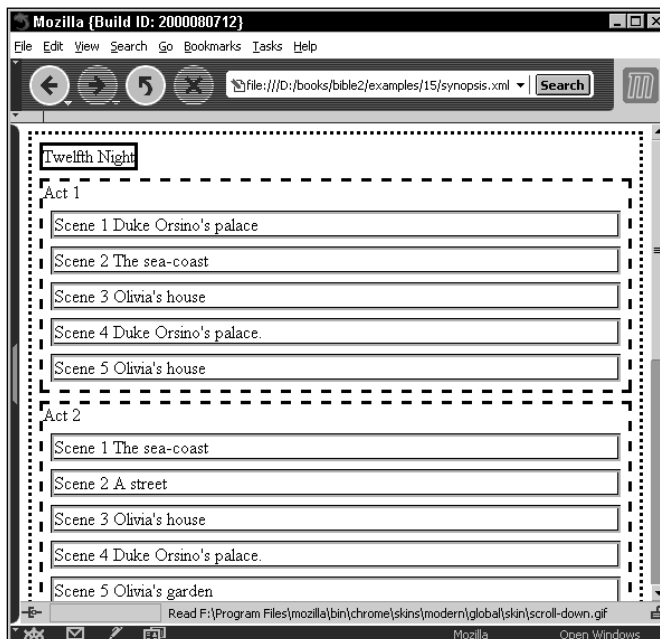 Mozilla {Build ID: 2000080712}
File Edit View Search Go Bookmarks Tasks Help
file:///D:/books/bible2/examples/15/synopsis.xml Search
Twelfth Night
Act 1
Scene 1 Duke Orsino's palace
Scene 2 The sea-coast
Scene 3 Olivia's house
Scene 4 Duke Orsino's palace.
Scene 5 Olivia's house
Act 2
Scene 1 The sea-coast
Scene 2 A street
Scene 3 Olivia's house
Scene 4 Duke Orsino's palace.
Scene 5 Olivia's garden
Read F:\Program Files\mozilla\bin\chrome\skins\modern\global\skin\scroll-down.gif
Mozilla Open Windows